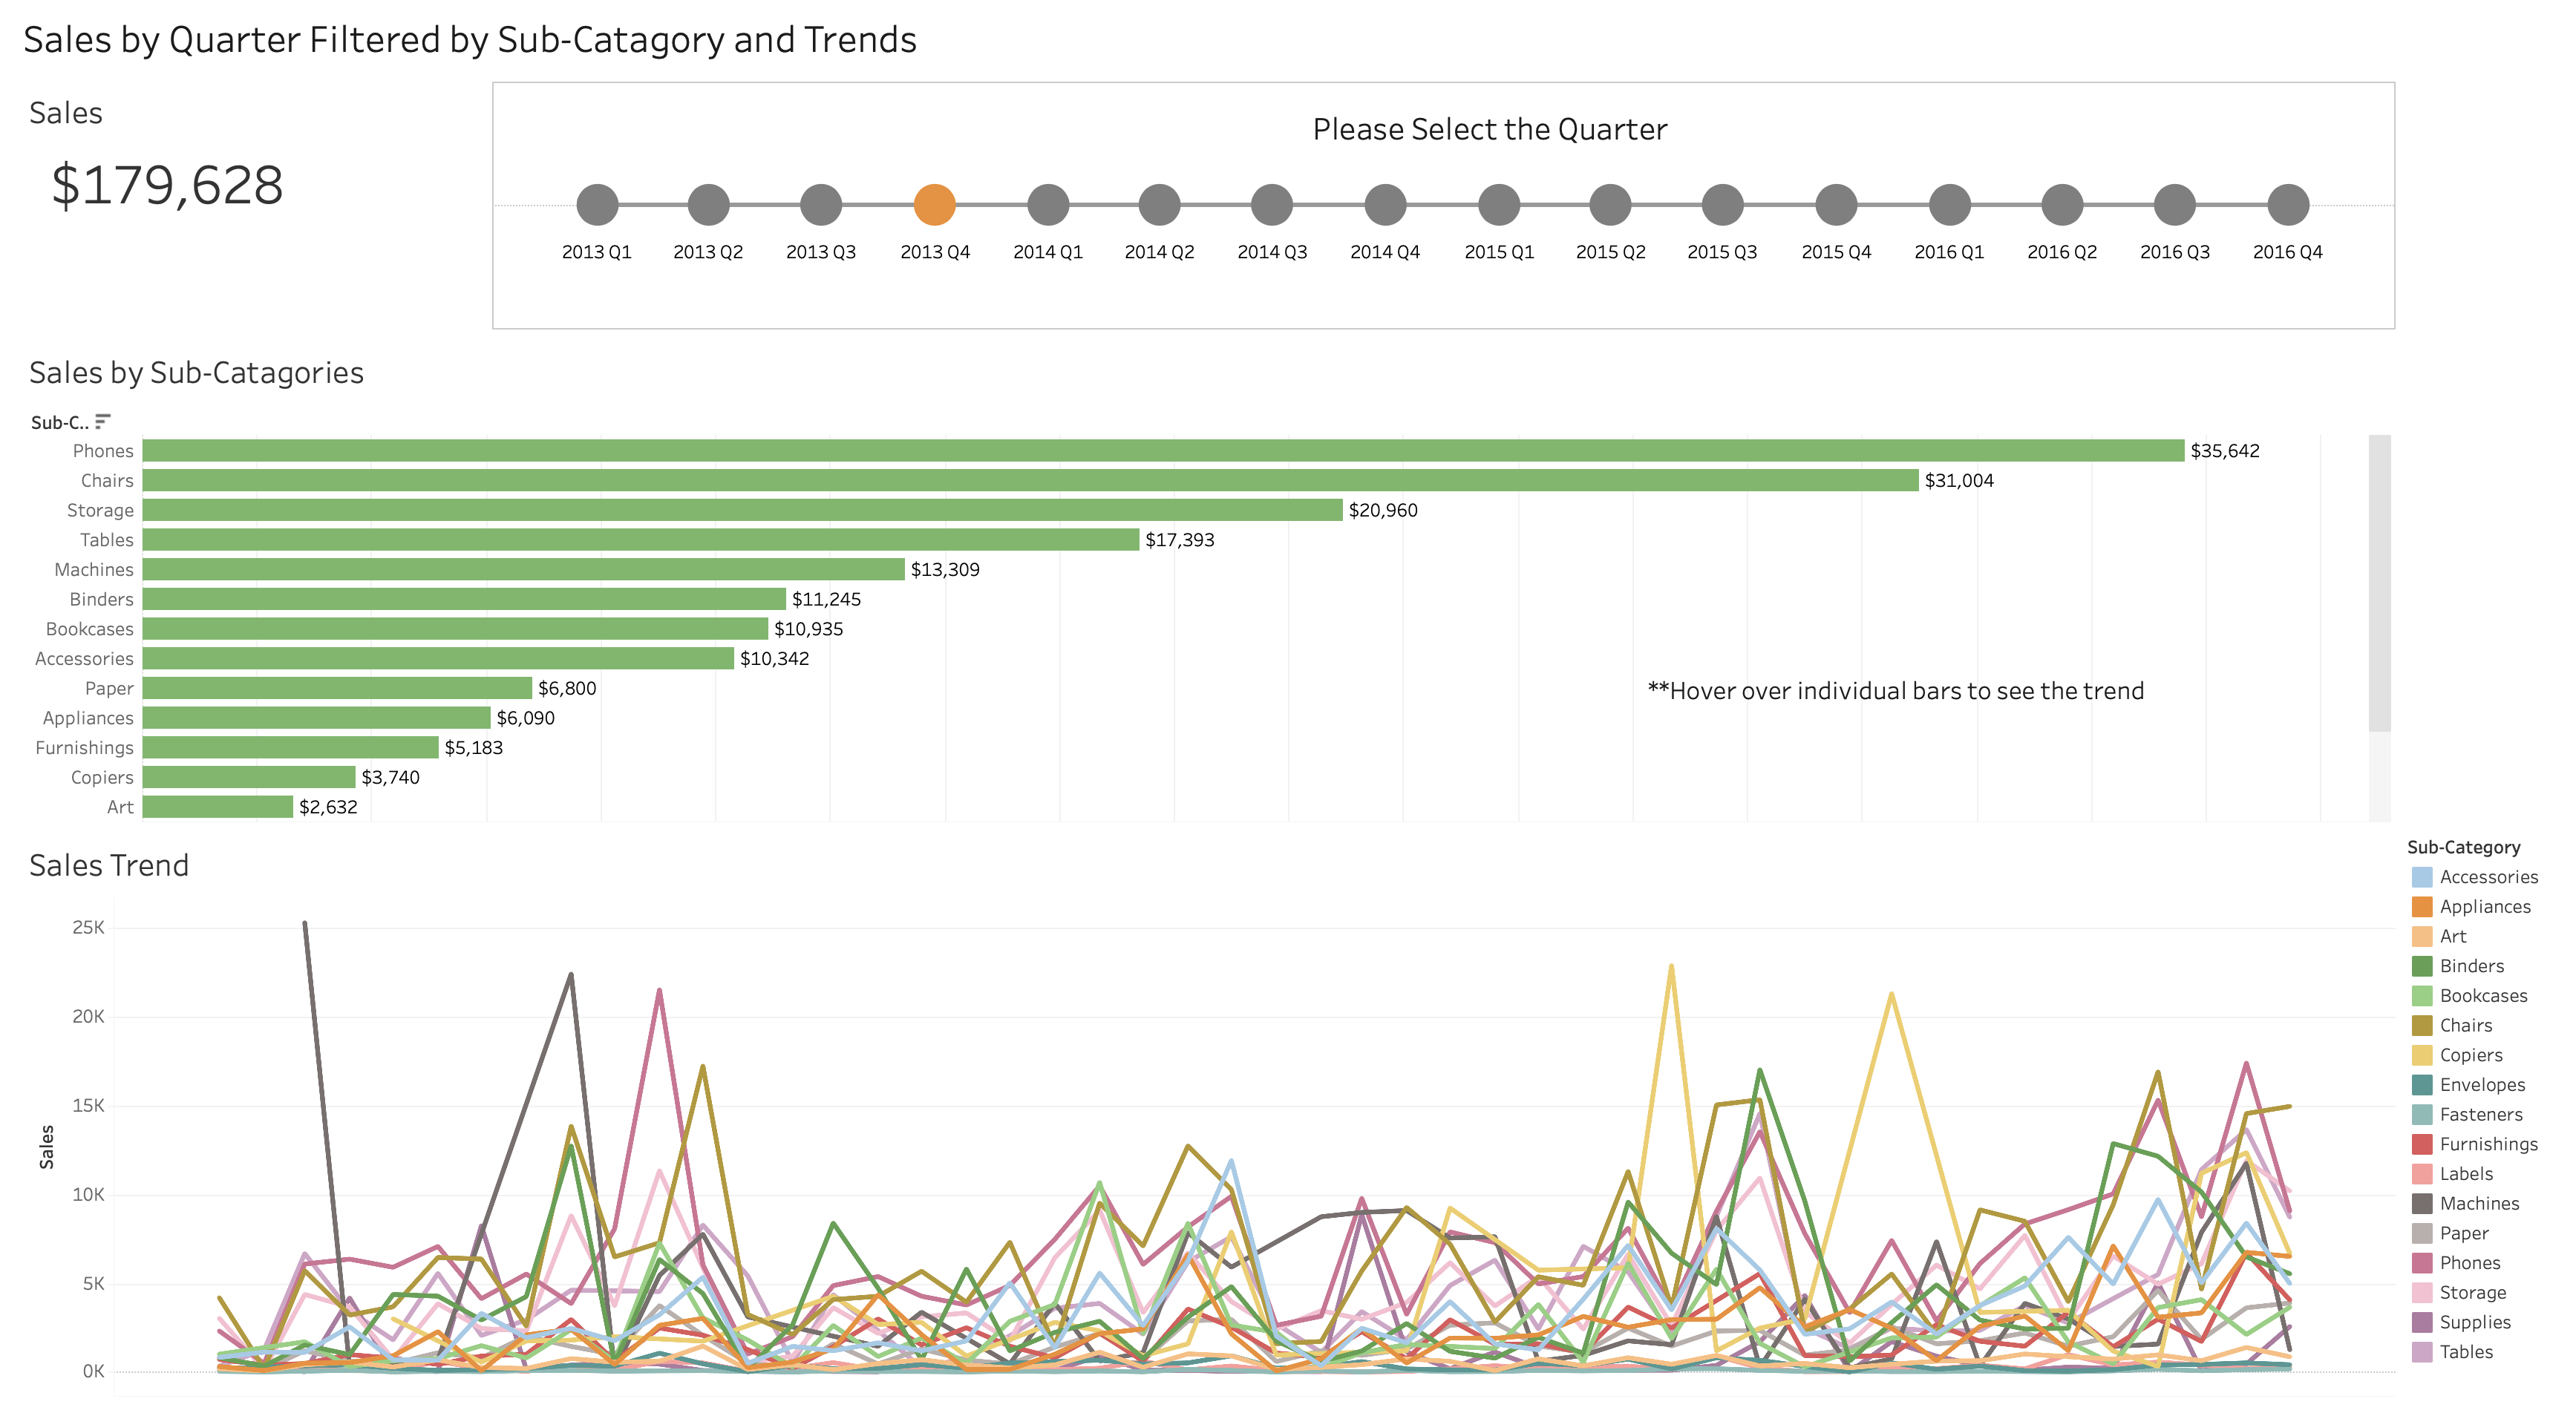 Sales by Quarter Filtered by Sub-Catagory and Trends
Sales
$179,628
Please Select the Quarter
2013 Q1 2013 Q2 2013 Q3 2013 Q4 2014 Q1 2014 Q2 2014 Q3 2014 Q4 2015 Q1 2015 Q2 2015 Q3 2015 Q4 2016 Q1 2016 Q2 2016 Q3 2016 Q4
Sales by Sub-Catagories
Sub-C..
Phones $35,642
Chairs $31,004
Storage $20,960
Tables $17,393
Machines $13,309
Binders $11,245
Bookcases $10,935
Accessories $10,342
Paper $6,800
**Hover over individual bars to see the trend
Appliances $6,090
Furnishings $5,183
Copiers $3,740
Art $2,632
Sales Trend
25K
20K
15K
10K
5K
0K
Sales
Sub-Category
Accessories
Appliances
Art
Binders
Bookcases
Chairs
Copiers
Envelopes
Fasteners
Furnishings
Labels
Machines
Paper
Phones
Storage
Supplies
Tables